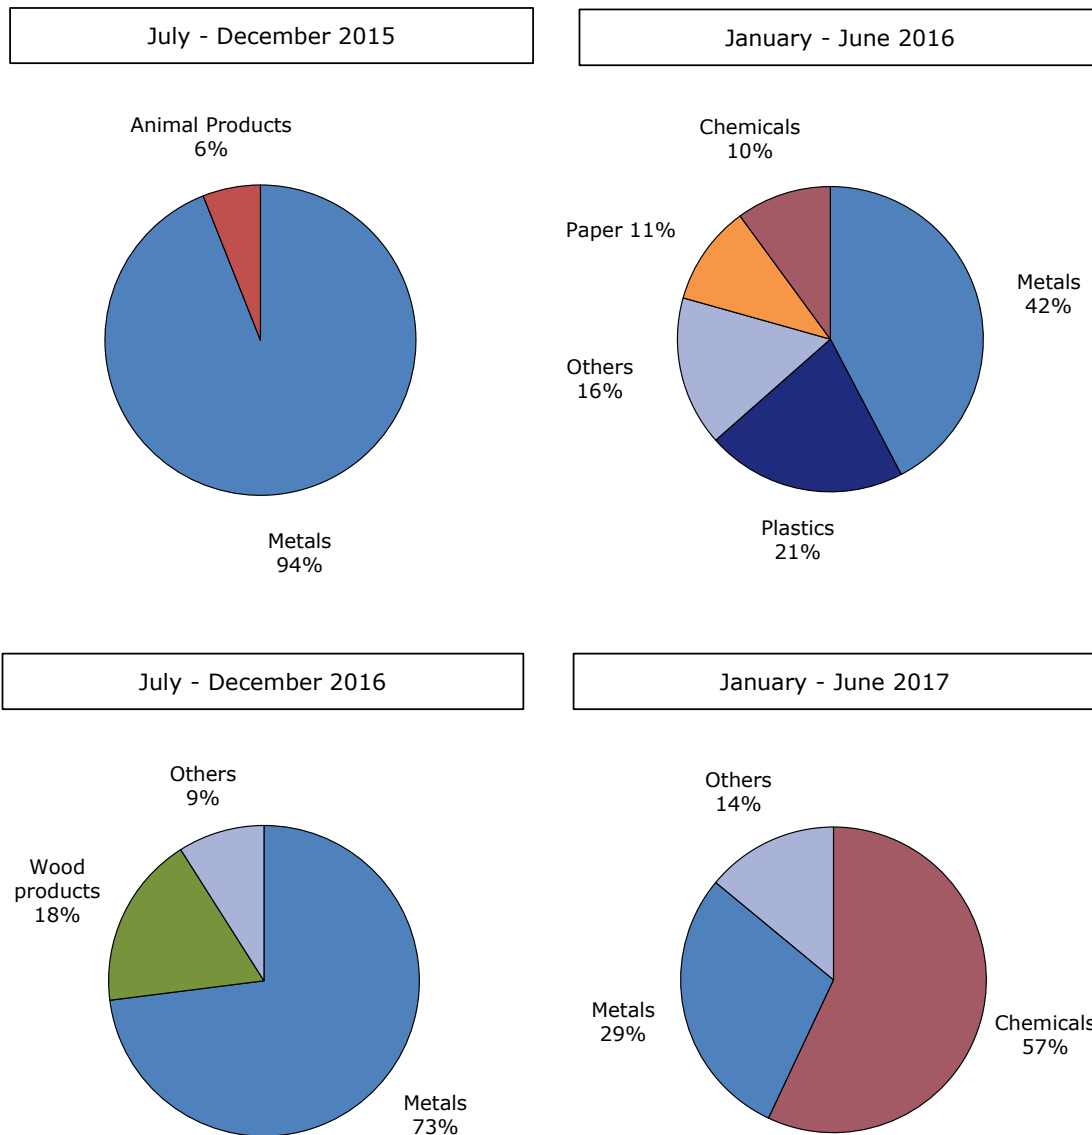 July - December 2015
January - June 2016
Animal Products
6%
Metals
94%
Chemicals
10%
Paper 11%
Metals
42%
Others
16%
Plastics
21%
July - December 2016
January - June 2017
Others
9%
Wood
products
18%
Metals
73%
Others
14%
Metals
29%
Chemicals
57%